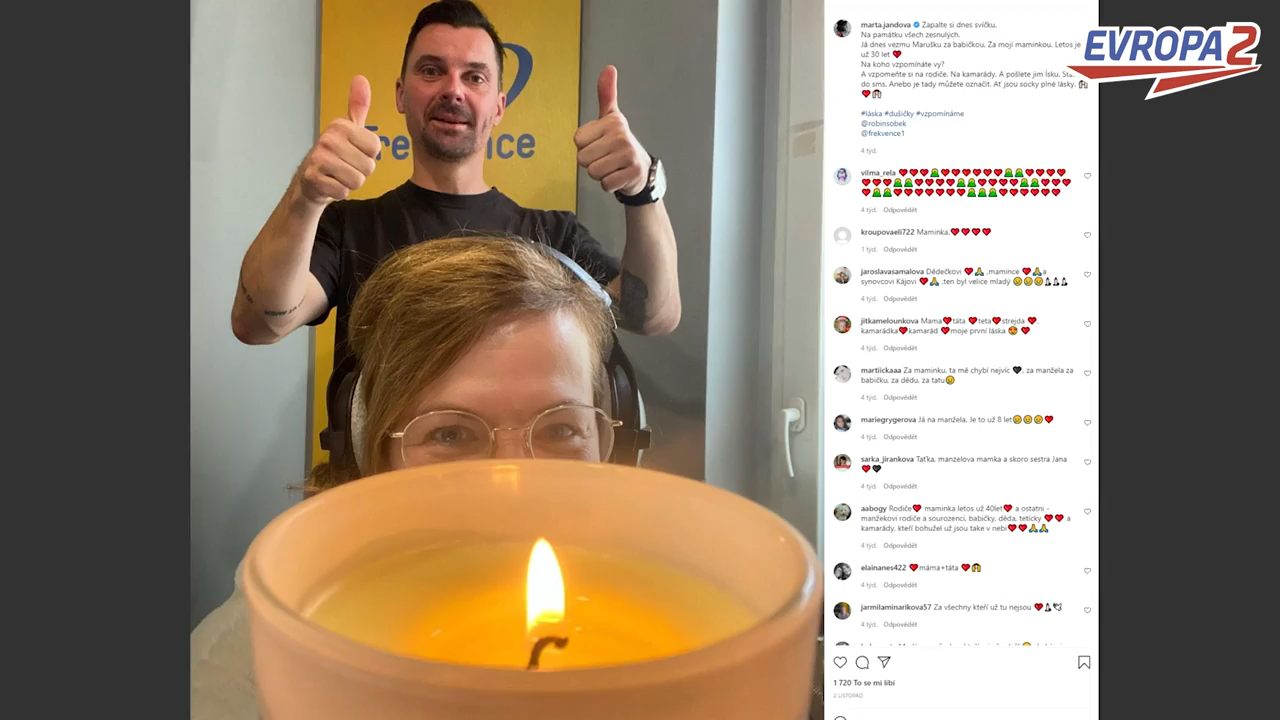 EVROPA 2
Fre nce
marta.jandova Zapalte si dnes svíčku.
Na památku všech zesnulých.
Já dnes vezmu Marušku za babičkou. Za mojí maminkou. Letos je
už 30 let ❤
Na koho vzpomínáte vy?
A vzpomeňte si na rodiče. Na kamarády. A pošlete jim lsku.
do sms. Anebo je tady můžete označit. Ať jsou socky plné lásky.
#láska #dušičky #vzpomínáme
@robinsobek
@frekvence1
4 týd.
vilma_rela
4 týd. Odpovědět
kroupovaeli722 Maminka.❤❤❤❤
1 týd. Odpovědět
jaroslavasamalova Dědečkovi ❤🙏 .mamince ❤🙏a
synovcovi Kájovi ❤🙏 .ten byl velice mladý
4 týd. Odpovědět
jitkamelounkova Mama❤táta ❤teta❤strejda ❤.
kamarádka❤kamarád ❤moje první láska 🥰 ❤
4 týd. Odpovědět
martiickaaa Za maminku, ta mě chybí nejvíc 🖤, za manžela za
babičku, za dědu, za tatu😢
4 týd. Odpovědět
mariegrygerova Já na manžela. Je to už 8 let😢😢😢❤
4 týd. Odpovědět
sarka_jirankova Taťka, manzelova mamka a skoro sestra Jana
❤🖤
4 týd. Odpovědět
aabogy Rodiče❤ maminka letos už 40let❤ a ostatni -
manžekovi rodiče a sourozenci, babičky, děda, teticky ❤❤ a
kamarády, kteří bohužel už jsou take v nebi❤❤🙏🙏
4 týd. Odpovědět
elainanes422 ❤máma+táta ❤
4 týd. Odpovědět
jarmilaminarikova57 Za všechny kteří už tu nejsou
4 týd. Odpovědět
1 720 To se mi líbí
2 LISTOPAD